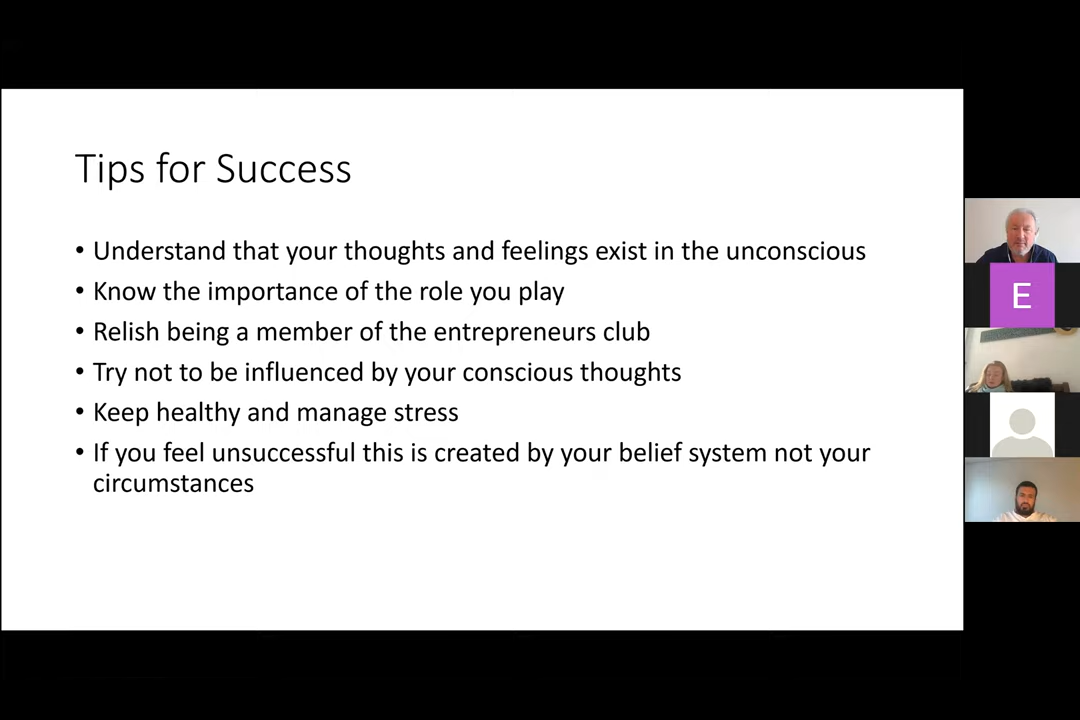 Tips for Success
• Understand that your thoughts and feelings exist in the unconscious
• Know the importance of the role you play
• Relish being a member of the entrepreneurs club
• Try not to be influenced by your conscious thoughts
• Keep healthy and manage stress
• If you feel unsuccessful this is created by your belief system not your
circumstances
E